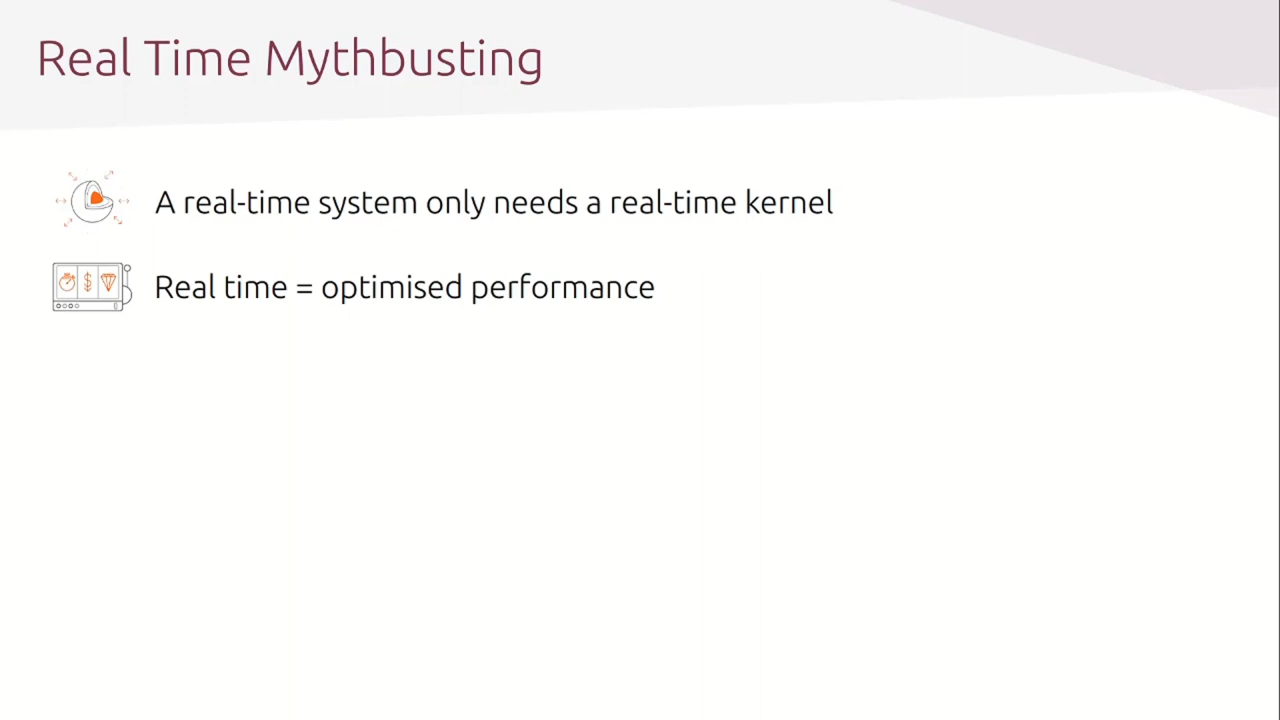 Real Time Mythbusting
A real-time system only needs a real-time kernel
Real time = optimised performance